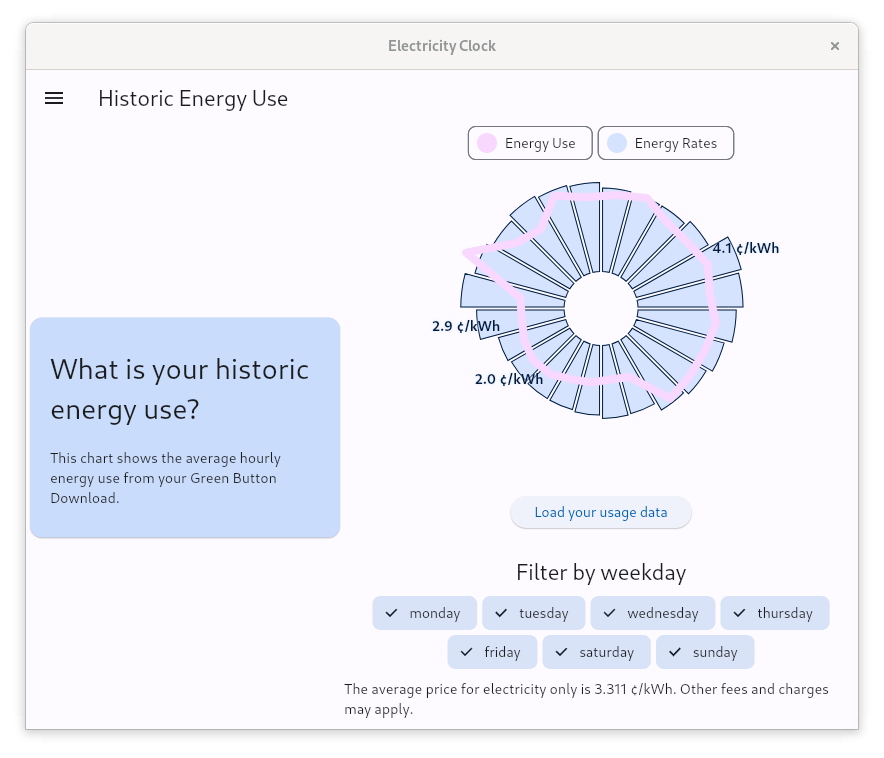 Electricity Clock
Historic Energy Use
Energy Use
Energy Rates
4.1 ¢/kWh
2.9 ¢/kWh
2.0 ¢/kWh
What is your historic
energy use?
This chart shows the average hourly
energy use from your Green Button
Download.
Load your usage data
Filter by weekday
monday
tuesday
wednesday
thursday
friday
saturday
sunday
The average price for electricity only is 3.311 ¢/kWh. Other fees and charges
may apply.